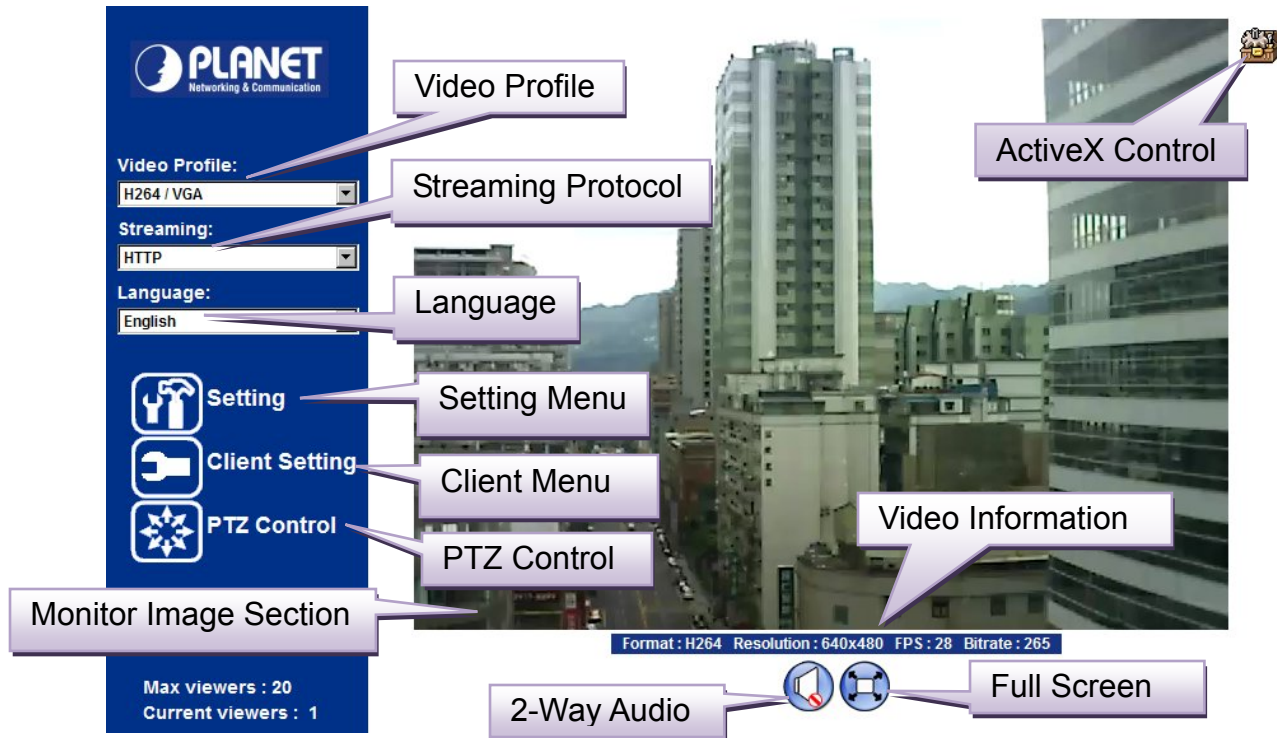 PLANET
Networking & Communication
Video Profile:
H264 / VGA
Streaming:
HTTP
Language:
English
Setting
Client Setting
PTZ Control
Max viewers : 20
Current viewers : 1
Video Profile
Streaming Protocol
Language
Setting Menu
Client Menu
PTZ Control
Monitor Image Section
ActiveX Control
Video Information
Format : H264 Resolution : 640x480 FPS : 28 Bitrate : 265
2-Way Audio
Full Screen